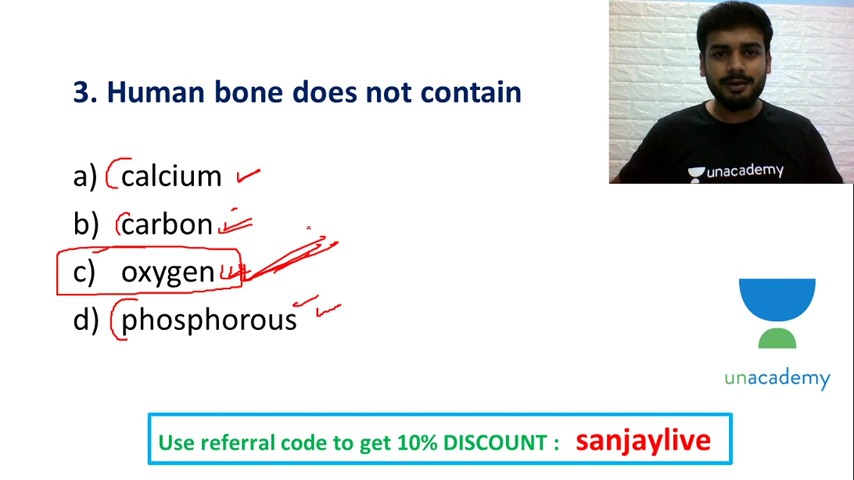 3. Human bone does not contain
unacademy
a) calcium
b) carbon
c) oxygen
d) phosphorous
unacademy
Use referral code to get 10% DISCOUNT : sanjaylive